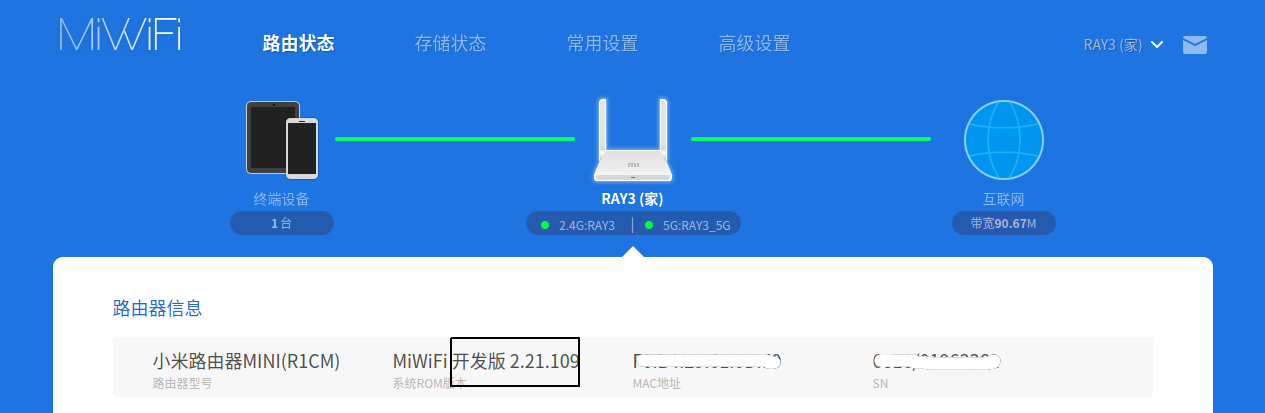 MiWiFi
路由状态 存储状态 常用设置 高级设置 RAY3 (家)
mi
终端设备 RAY3 (家) 互联网
1台 2.4G:RAY3 5G:RAY3_5G 带宽90.67M
路由器信息
小米路由器MINI(R1CM) MiWiFi 开发版 2.21.109
路由器型号 系统ROM版本 MAC地址 SN